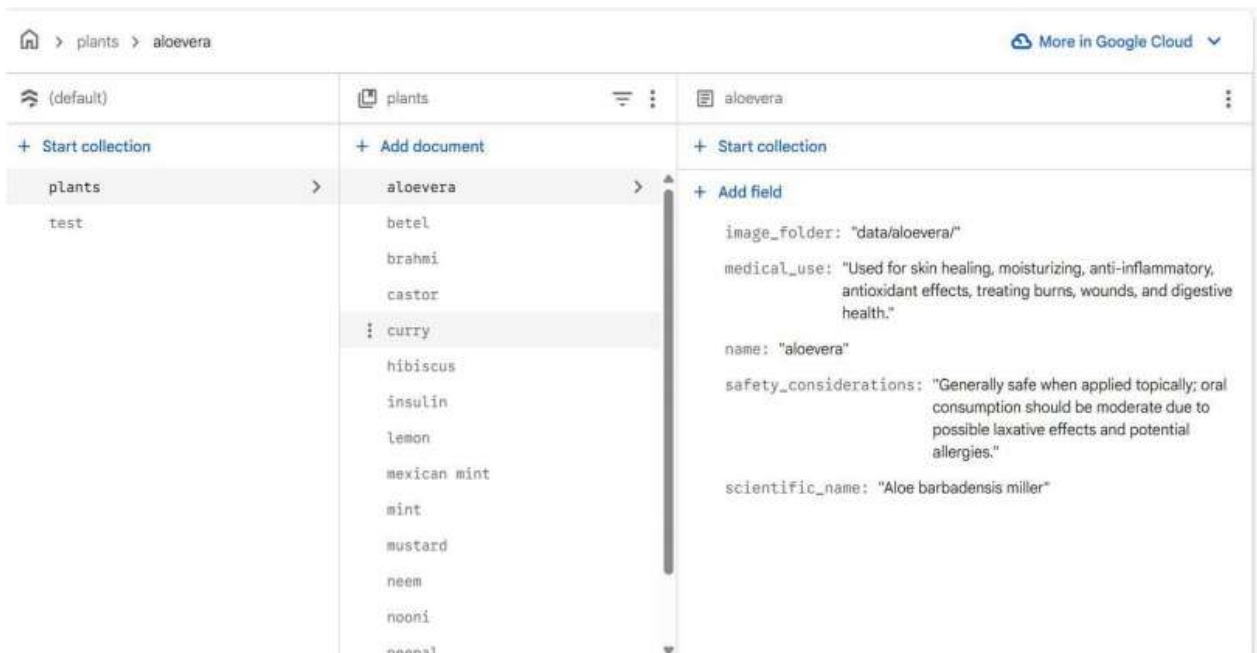 plants > aloevera
More in Google Cloud
(default)
plants
aloevera
+ Start collection
+ Add document
+ Start collection
plants
test
aloevera
betel
brahmi
castor
curry
hibiscus
insulin
lemon
mexican mint
mint
mustard
neem
nooni
+ Add field
image_folder: "data/aloevera/"
medical_use: "Used for skin healing, moisturizing, anti-inflammatory,
antioxidant effects, treating burns, wounds, and digestive
health."
name: "aloevera"
safety_considerations: "Generally safe when applied topically; oral
consumption should be moderate due to
possible laxative effects and potential
allergies."
scientific_name: "Aloe barbadensis miller"